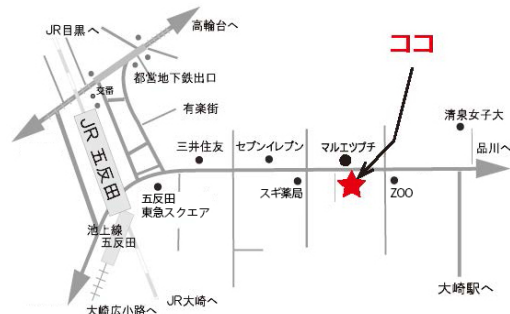 JR目黒へ
高輪台へ
ココ
都営地下鉄出口
交番
有楽街
清泉女子大
JR 五反田
三井住友
セブンイレブン
マルエツプチ
品川へ
五反田
東急スクエア
スギ薬局
ZOO
池上線
五反田
大崎広小路へ
JR大崎へ
大崎駅へ